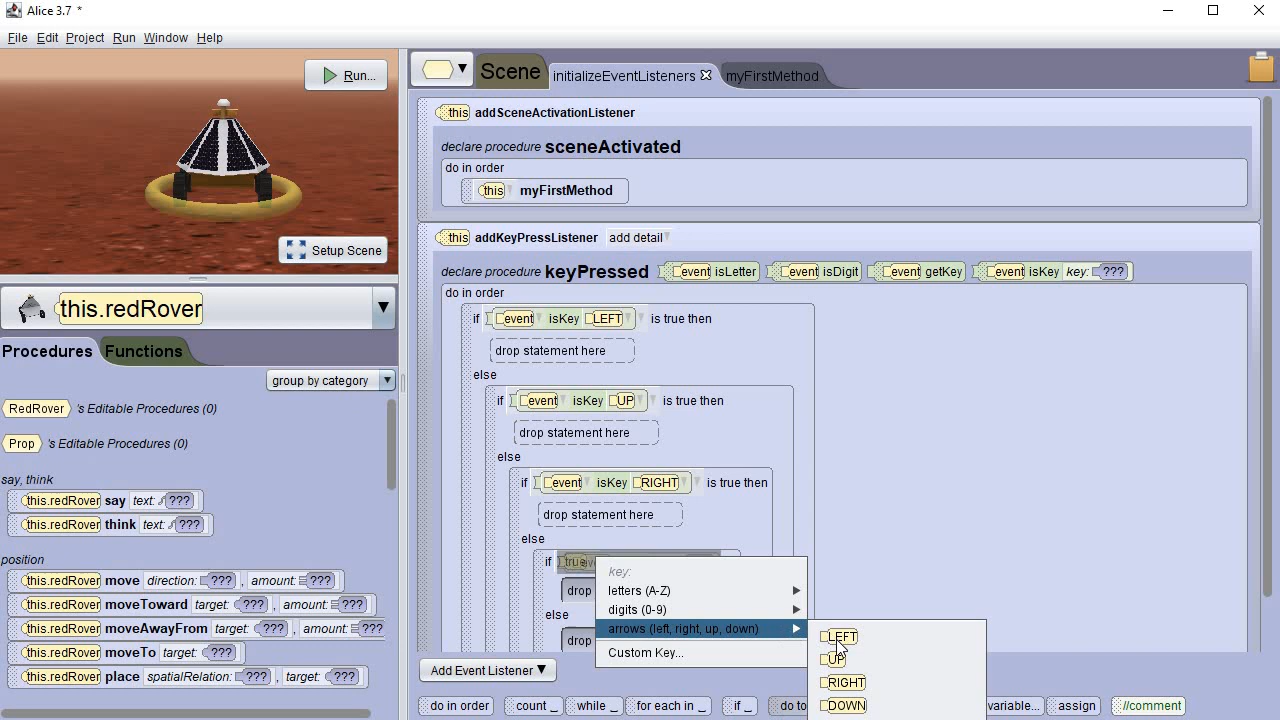 Alice 3.7 *
File Edit Project Run Window Help
Run...
Setup Scene
this.redRover
Procedures Functions
group by category
RedRover 's Editable Procedures (0)
Prop 's Editable Procedures (0)
say, think
this.redRover say text: ???
this.redRover think text: ???
position
this.redRover move direction: ??? , amount: ???
this.redRover moveToward target: ??? , amount: ???
this.redRover moveAwayFrom target: ??? , amount: ???
this.redRover moveTo target: ???
this.redRover place spatialRelation: ??? , target: ???
Scene initializeEventListeners myFirstMethod
this addSceneActivationListener
declare procedure sceneActivated
do in order
this myFirstMethod
this addKeyPressListener add detail
declare procedure keyPressed event isLetter event isDigit event getKey event isKey key: ???
do in order
if event isKey LEFT is true then
drop statement here
else
if event isKey UP is true then
drop statement here
else
if event isKey RIGHT is true then
drop statement here
else
if true
drop
else
drop
key:
letters (A-Z)
digits (0-9)
arrows (left, right, up, down)
Custom Key...
LEFT
UP
RIGHT
DOWN
Add Event Listener
do in order count _ while _ for each in _ if _ do to variable... assign //comment